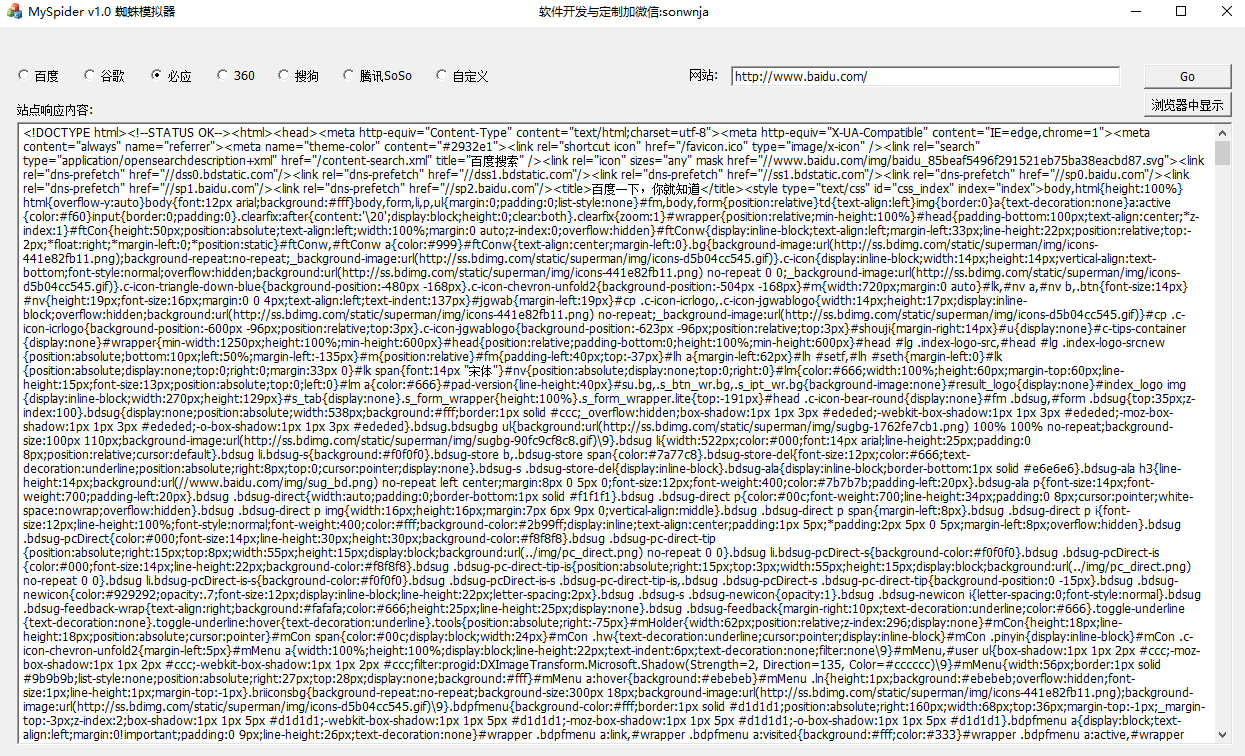 MySpider v1.0 蜘蛛模拟器
软件开发与定制加微信:sonwnja
百度 谷歌 必应 360 搜狗 腾讯SoSo 自定义 网站: http://www.baidu.com/ Go
站点响应内容: 浏览器中显示
<!DOCTYPE html><!--STATUS OK--><html><head><meta http-equiv="Content-Type" content="text/html;charset=utf-8"><meta http-equiv="X-UA-Compatible" content="IE=edge,chrome=1"><meta
content="always" name="referrer"><meta name="theme-color" content="#2932e1"><link rel="shortcut icon" href="/favicon.ico" type="image/x-icon" /><link rel="search"
type="application/opensearchdescription+xml" href="/content-search.xml" title="百度搜索" /><link rel="icon" sizes="any" mask href="//www.baidu.com/img/baidu_85beaf5496f291521eb75ba38eacbd87.svg"><link
rel="dns-prefetch" href="//dss0.bdstatic.com"/><link rel="dns-prefetch" href="//dss1.bdstatic.com"/><link rel="dns-prefetch" href="//ss1.bdstatic.com"/><link rel="dns-prefetch" href="//sp0.baidu.com"/><link
rel="dns-prefetch" href="//sp1.baidu.com"/><link rel="dns-prefetch" href="//sp2.baidu.com"/><title>百度一下，你就知道</title><style type="text/css" id="css_index" index="index">body,html{height:100%}
html{overflow-y:auto}body{font:12px arial;background:#fff}body,form,li,p,ul{margin:0;padding:0;list-style:none}#fm,body,form{position:relative}td{text-align:left}img{border:0}a{text-decoration:none}a:active
{color:#f60}input{border:0;padding:0}.clearfix:after{content:'\20';display:block;height:0;clear:both}.clearfix{zoom:1}#wrapper{position:relative;min-height:100%}#head{padding-bottom:100px;text-align:center;*z-
index:1}#ftCon{height:50px;position:absolute;text-align:left;width:100%;margin:0 auto;z-index:0;overflow:hidden}#ftConw{display:inline-block;text-align:left;margin-left:33px;line-height:22px;position:relative;top:-
2px;*float:right;*margin-left:0;*position:static}#ftConw,#ftConw a{color:#999}#ftConw{text-align:center;margin-left:0}.bg{background-image:url(http://ss.bdimg.com/static/superman/img/icons-
441e82fb11.png);background-repeat:no-repeat;_background-image:url(http://ss.bdimg.com/static/superman/img/icons-d5b04cc545.gif)}.c-icon{display:inline-block;width:14px;height:14px;vertical-align:text-
bottom;font-style:normal;overflow:hidden;background:url(http://ss.bdimg.com/static/superman/img/icons-441e82fb11.png) no-repeat 0 0;_background-image:url(http://ss.bdimg.com/static/superman/img/icons-
d5b04cc545.gif)}.c-icon-triangle-down-blue{background-position:-480px -168px}.c-icon-chevron-unfold2{background-position:-504px -168px}#m{width:720px;margin:0 auto}#lk,#nv a,#nv b,.btn{font-size:14px}
#nv{height:19px;font-size:16px;margin:0 0 4px;text-align:left;text-indent:137px}#jgwab{margin-left:19px}#cp .c-icon-icrlogo,.c-icon-jgwablogo{width:14px;height:17px;display:inline-
block;overflow:hidden;background:url(http://ss.bdimg.com/static/superman/img/icons-441e82fb11.png) no-repeat;_background-image:url(http://ss.bdimg.com/static/superman/img/icons-d5b04cc545.gif)}#cp .c-
icon-icrlogo{background-position:-600px -96px;position:relative;top:3px}.c-icon-jgwablogo{background-position:-623px -96px;position:relative;top:3px}#shouji{margin-right:14px}#u{display:none}#c-tips-container
{display:none}#wrapper{min-width:1250px;height:100%;min-height:600px}#head{position:relative;padding-bottom:0;height:100%;min-height:600px}#head #lg .index-logo-src,#head #lg .index-logo-srcnew
{position:absolute;bottom:10px;left:50%;margin-left:-135px}#m{position:relative}#fm{padding-left:40px;top:-37px}#lh a{margin-left:62px}#lh #setf,#lh #seth{margin-left:0}#lk
{position:absolute;display:none;top:0;right:0;margin:33px 0}#lk span{font:14px "宋体"}#nv{position:absolute;display:none;top:0;right:0}#lm{color:#666;width:100%;height:60px;margin-top:60px;line-
height:15px;font-size:13px;position:absolute;top:0;left:0}#lm a{color:#666}#pad-version{line-height:40px}#su.bg,.s_btn_wr.bg,.s_ipt_wr.bg{background-image:none}#result_logo{display:none}#index_logo img
{display:inline-block;width:270px;height:129px}#s_tab{display:none}.s_form_wrapper{height:100%}.s_form_wrapper.lite{top:-191px}#head .c-icon-bear-round{display:none}#fm .bdsug,#form .bdsug{top:35px;z-
index:100}.bdsug{display:none;position:absolute;width:538px;background:#fff;border:1px solid #ccc;_overflow:hidden;box-shadow:1px 1px 3px #ededed;-webkit-box-shadow:1px 1px 3px #ededed;-moz-box-
shadow:1px 1px 3px #ededed;-o-box-shadow:1px 1px 3px #ededed}.bdsug.bdsugbg ul{background:url(http://ss.bdimg.com/static/superman/img/sugbg-1762fe7cb1.png) 100% 100% no-repeat;background-
size:100px 110px;background-image:url(http://ss.bdimg.com/static/superman/img/sugbg-90fc9cf8c8.gif)\9}.bdsug li{width:522px;color:#000;font:14px arial;line-height:25px;padding:0
8px;position:relative;cursor:default}.bdsug li.bdsug-s{background:#f0f0f0}.bdsug-store b,.bdsug-store span{color:#7a77c8}.bdsug-store-del{font-size:12px;color:#666;text-
decoration:underline;position:absolute;right:8px;top:0;cursor:pointer;display:none}.bdsug-s .bdsug-store-del{display:inline-block}.bdsug-ala{display:inline-block;border-bottom:1px solid #e6e6e6}.bdsug-ala h3{line-
height:14px;background:url(//www.baidu.com/img/sug_bd.png) no-repeat left center;margin:8px 0 5px 0;font-size:12px;font-weight:400;color:#7b7b7b;padding-left:20px}.bdsug-ala p{font-size:14px;font-
weight:700;padding-left:20px}.bdsug .bdsug-direct{width:auto;padding:0;border-bottom:1px solid #f1f1f1}.bdsug .bdsug-direct p{color:#00c;font-weight:700;line-height:34px;padding:0 8px;cursor:pointer;white-
space:nowrap;overflow:hidden}.bdsug .bdsug-direct p img{width:16px;height:16px;margin:7px 6px 9px 0;vertical-align:middle}.bdsug .bdsug-direct p span{margin-left:8px}.bdsug .bdsug-direct p i{font-
size:12px;line-height:100%;font-style:normal;font-weight:400;color:#fff;background-color:#2b99ff;display:inline;text-align:center;padding:1px 5px;*padding:2px 5px 0 5px;margin-left:8px;overflow:hidden}.bdsug
.bdsug-pcDirect{color:#000;font-size:14px;line-height:30px;height:30px;background-color:#f8f8f8}.bdsug .bdsug-pc-direct-tip
{position:absolute;right:15px;top:8px;width:55px;height:15px;display:block;background:url(../img/pc_direct.png) no-repeat 0 0}.bdsug li.bdsug-pcDirect-s{background-color:#f0f0f0}.bdsug .bdsug-pcDirect-is
{color:#000;font-size:14px;line-height:22px;background-color:#f8f8f8}.bdsug .bdsug-pc-direct-tip-is{position:absolute;right:15px;top:3px;width:55px;height:15px;display:block;background:url(../img/pc_direct.png)
no-repeat 0 0}.bdsug li.bdsug-pcDirect-is-s{background-color:#f0f0f0}.bdsug .bdsug-pcDirect-is-s .bdsug-pc-direct-tip-is,.bdsug .bdsug-pcDirect-s .bdsug-pc-direct-tip{background-position:0 -15px}.bdsug .bdsug-
newicon{color:#929292;opacity:.7;font-size:12px;display:inline-block;line-height:22px;letter-spacing:2px}.bdsug .bdsug-s .bdsug-newicon{opacity:1}.bdsug .bdsug-newicon i{letter-spacing:0;font-style:normal}.bdsug
.bdsug-feedback-wrap{text-align:right;background:#fafafa;color:#666;height:25px;line-height:25px;display:none}.bdsug .bdsug-feedback{margin-right:10px;text-decoration:underline;color:#666}.toggle-underline
{text-decoration:none}.toggle-underline:hover{text-decoration:underline}.tools{position:absolute;right:-75px}#mHolder{width:62px;position:relative;z-index:296;display:none}#mCon{height:18px;line-
height:18px;position:absolute;cursor:pointer}#mCon span{color:#00c;display:block;width:24px}#mCon .hw{text-decoration:underline;cursor:pointer;display:inline-block}#mCon .pinyin{display:inline-block}#mCon .c-
icon-chevron-unfold2{margin-left:5px}#mMenu a{width:100%;height:100%;display:block;line-height:22px;text-indent:6px;text-decoration:none;filter:none\9}#mMenu,#user ul{box-shadow:1px 1px 2px #ccc;-moz-
box-shadow:1px 1px 2px #ccc;-webkit-box-shadow:1px 1px 2px #ccc;filter:progid:DXImageTransform.Microsoft.Shadow(Strength=2, Direction=135, Color=#cccccc)\9}#mMenu{width:56px;border:1px solid
#9b9b9b;list-style:none;position:absolute;right:27px;top:28px;display:none;background:#fff}#mMenu a:hover{background:#ebebeb}#mMenu .ln{height:1px;background:#ebebeb;overflow:hidden;font-
size:1px;line-height:1px;margin-top:-1px}.briiconsbg{background-repeat:no-repeat;background-size:300px 18px;background-image:url(http://ss.bdimg.com/static/superman/img/icons-441e82fb11.png);background-
image:url(http://ss.bdimg.com/static/superman/img/icons-d5b04cc545.gif)\9}.bdpfmenu{background-color:#fff;border:1px solid #d1d1d1;position:absolute;right:160px;width:68px;top:36px;margin-top:-1px;_margin-
top:-3px;z-index:2;box-shadow:1px 1px 5px #d1d1d1;-webkit-box-shadow:1px 1px 5px #d1d1d1;-moz-box-shadow:1px 1px 5px #d1d1d1;-o-box-shadow:1px 1px 5px #d1d1d1}.bdpfmenu a{display:block;text-
align:left;margin:0!important;padding:0 9px;line-height:26px;text-decoration:none}#wrapper .bdpfmenu a:link,#wrapper .bdpfmenu a:visited{background:#fff;color:#333}#wrapper .bdpfmenu a:active,#wrapper